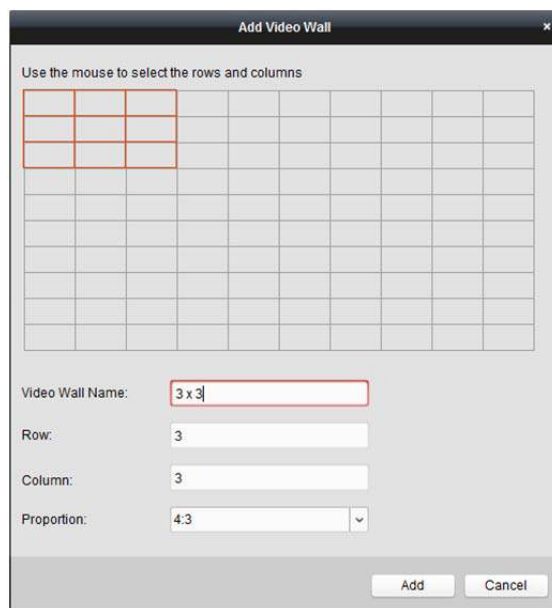 Add Video Wall ×
Use the mouse to select the rows and columns
Video Wall Name: 3 x 3
Row: 3
Column: 3
Proportion: 4:3
Add Cancel